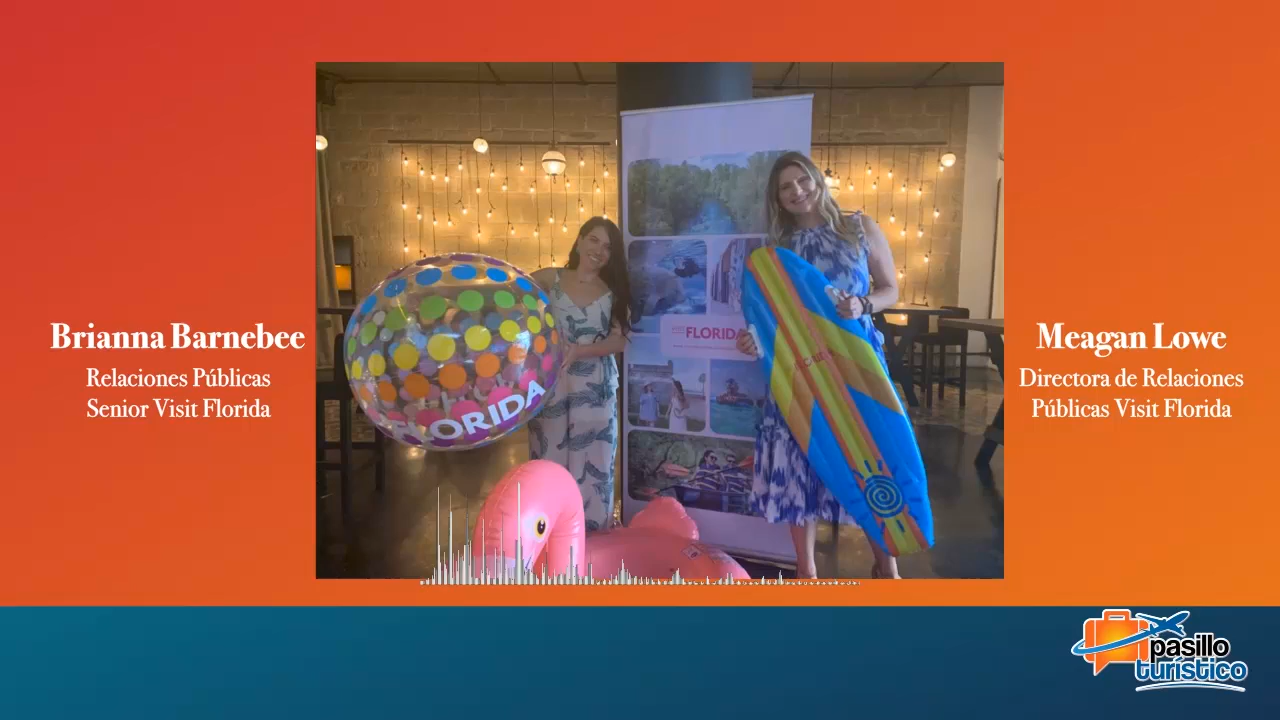 Brianna Barnebee
Relaciones Públicas
Senior Visit Florida
FLORIDA
FLORIDA
Meagan Lowe
Directora de Relaciones
Públicas Visit Florida
pasillo
turístico